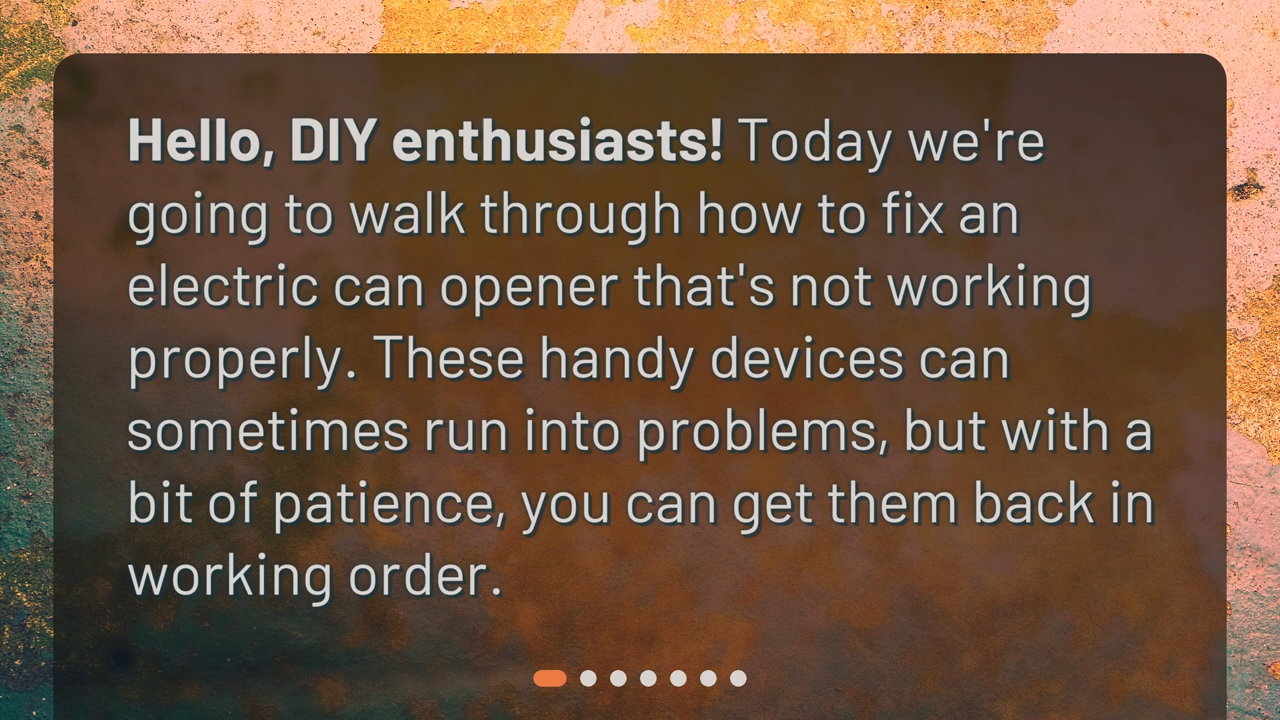 Hello, DIY enthusiasts! Today we're
going to walk through how to fix an
electric can opener that's not working
properly. These handy devices can
sometimes run into problems, but with a
bit of patience, you can get them back in
working order.